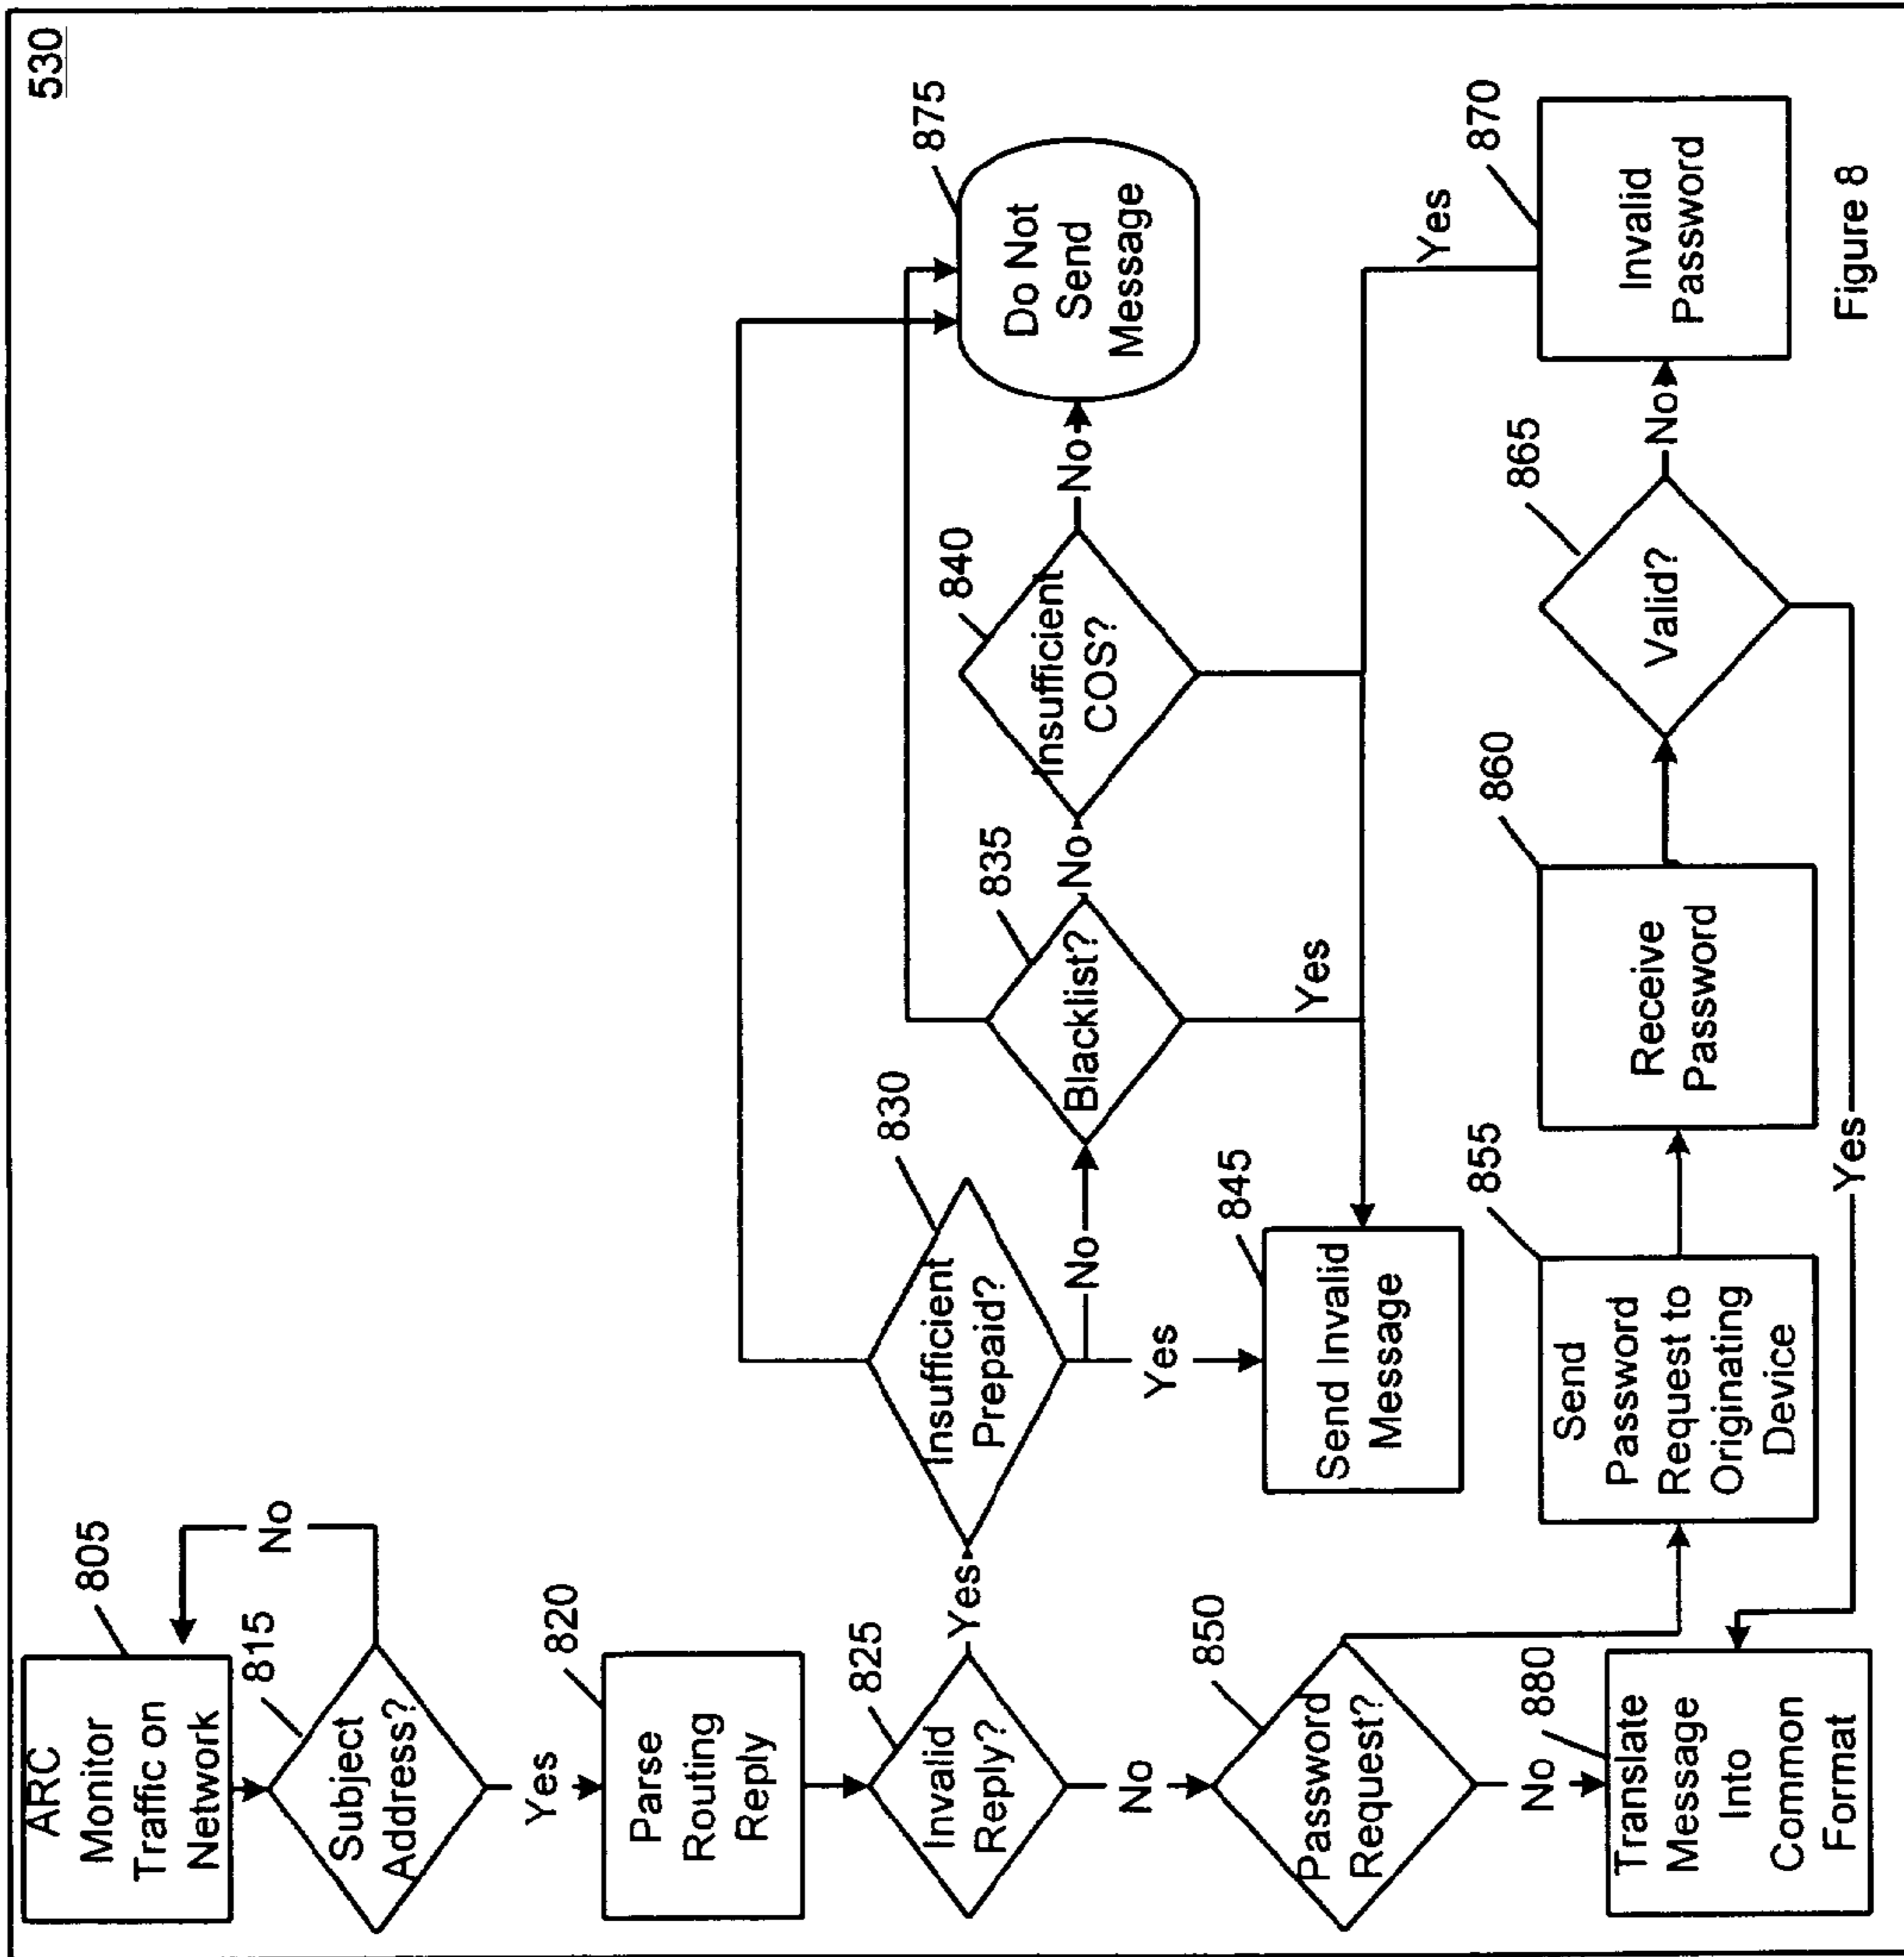 530
ARC
Monitor
Traffic on
Network
805
No
815
Subject
Address?
Yes
820
Parse
Routing
Reply
825
Invalid
Reply?
Yes
No
830
Insufficient
Prepaid?
No
Yes
835
Blacklist?
No
Yes
840
Insufficient
COS?
No
875
Do Not
Send
Message
845
Send Invalid
Message
850
Password
Request?
No
855
Send
Password
Request to
Originating
Device
860
Receive
Password
865
Valid?
No
Yes
870
Invalid
Password
Yes
880
Translate
Message
Into
Common
Format
Figure 8